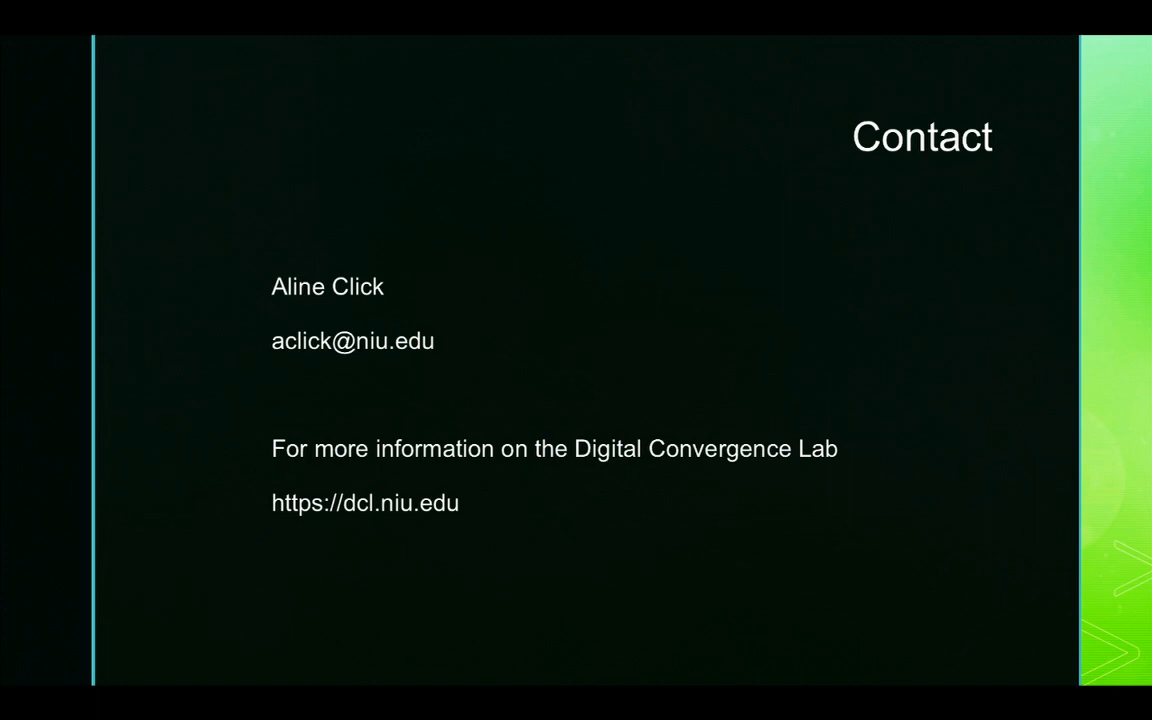 Contact
Aline Click
aclick@niu.edu
For more information on the Digital Convergence Lab
https://dcl.niu.edu